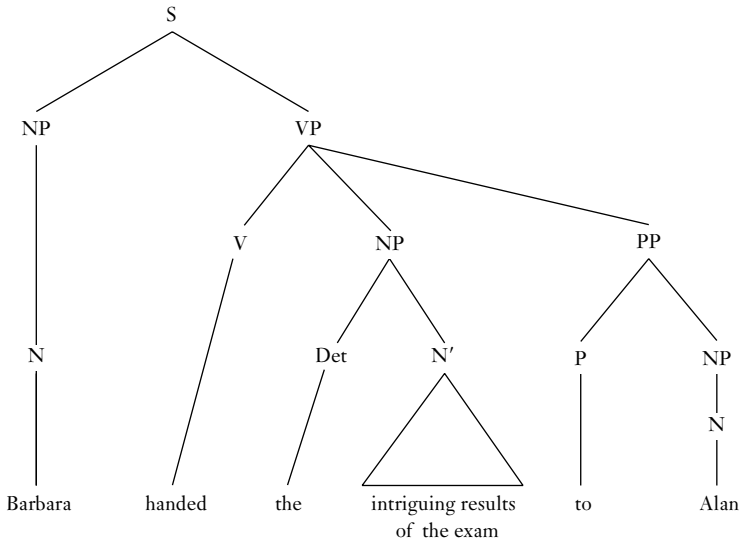 S
NP VP
V NP PP
N Det N′ P NP
N
Barbara handed the intriguing results to Alan
of the exam